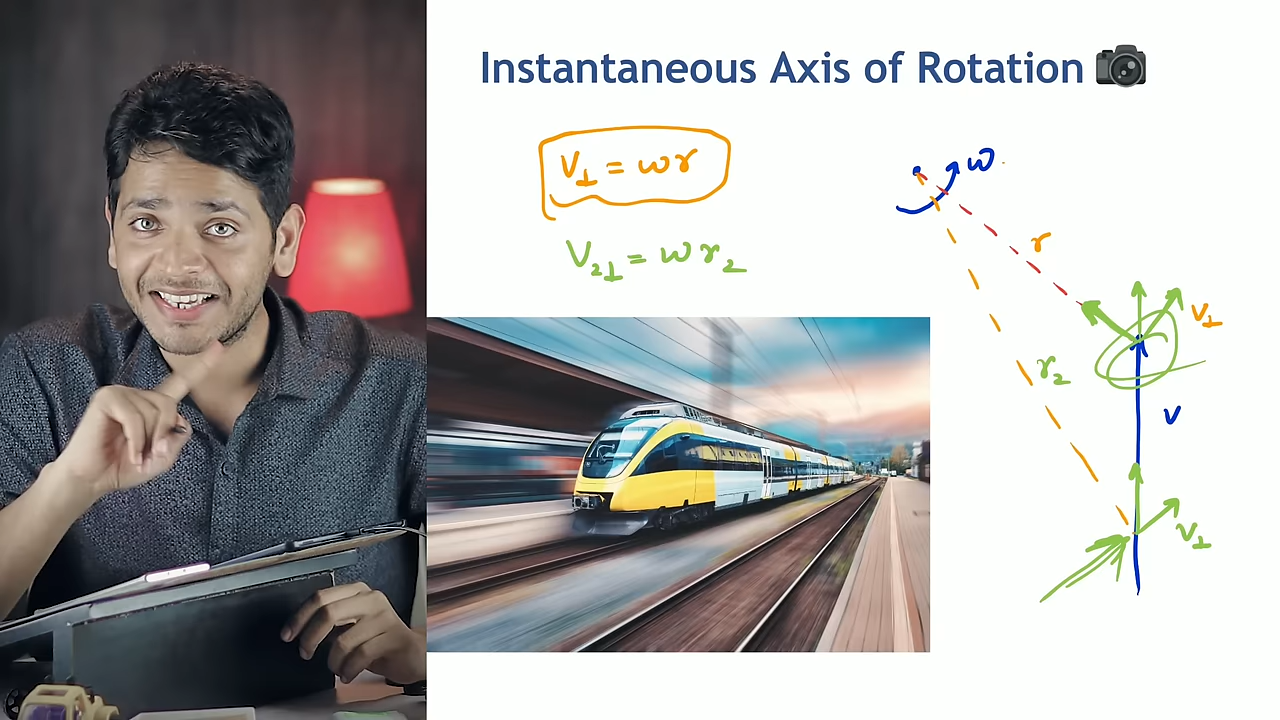 Instantaneous Axis of Rotation
V⊥ = ωr
V₂⊥ = ωr₂
ω
r
V⊥
r₂
v
V⊥